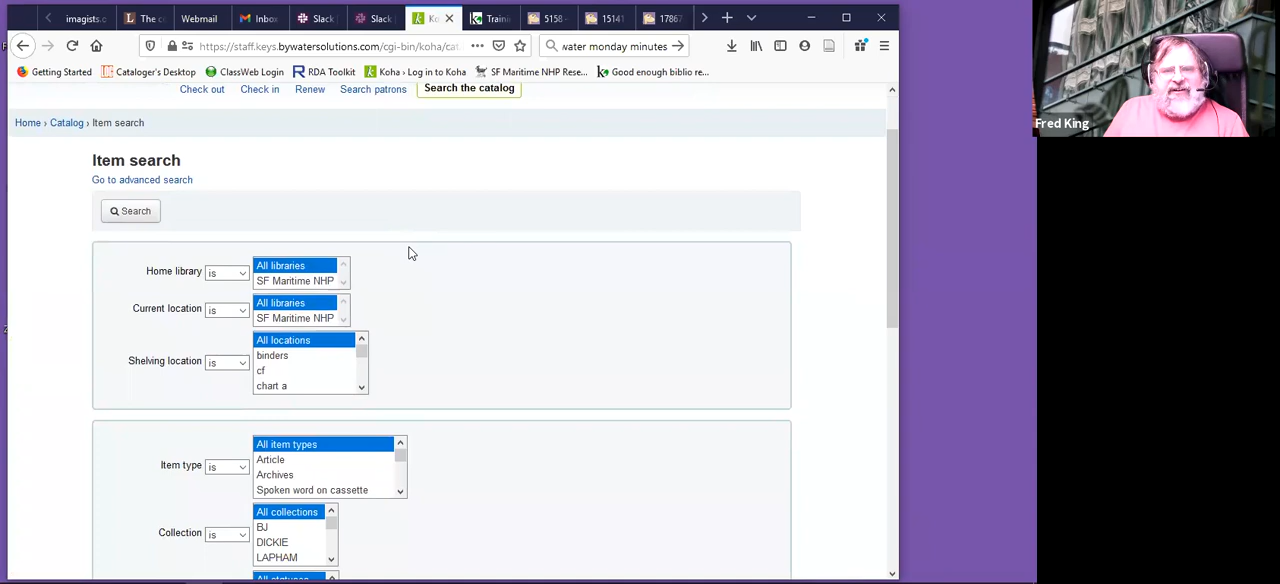 imagists.o
The co
Webmail
Inbo
Slack
Slack
Ko
Traini
5158 -
15141
17867
https://staff.keys.bywatersolutions.com/cgi-bin/koha/cat
water monday minutes
Getting Started
Cataloger's Desktop
ClassWeb Login
RDA Toolkit
Koha › Log in to Koha
SF Maritime NHP Rese...
Good enough biblio re...
Check out
Check in
Renew
Search patrons
Search the catalog
Home › Catalog › Item search
Item search
Go to advanced search
Search
Home library is All libraries
SF Maritime NHP
Current location is All libraries
SF Maritime NHP
Shelving location is All locations
binders
cf
chart a
Item type is All item types
Article
Archives
Spoken word on cassette
Collection is All collections
BJ
DICKIE
LAPHAM
All statuses
Fred King